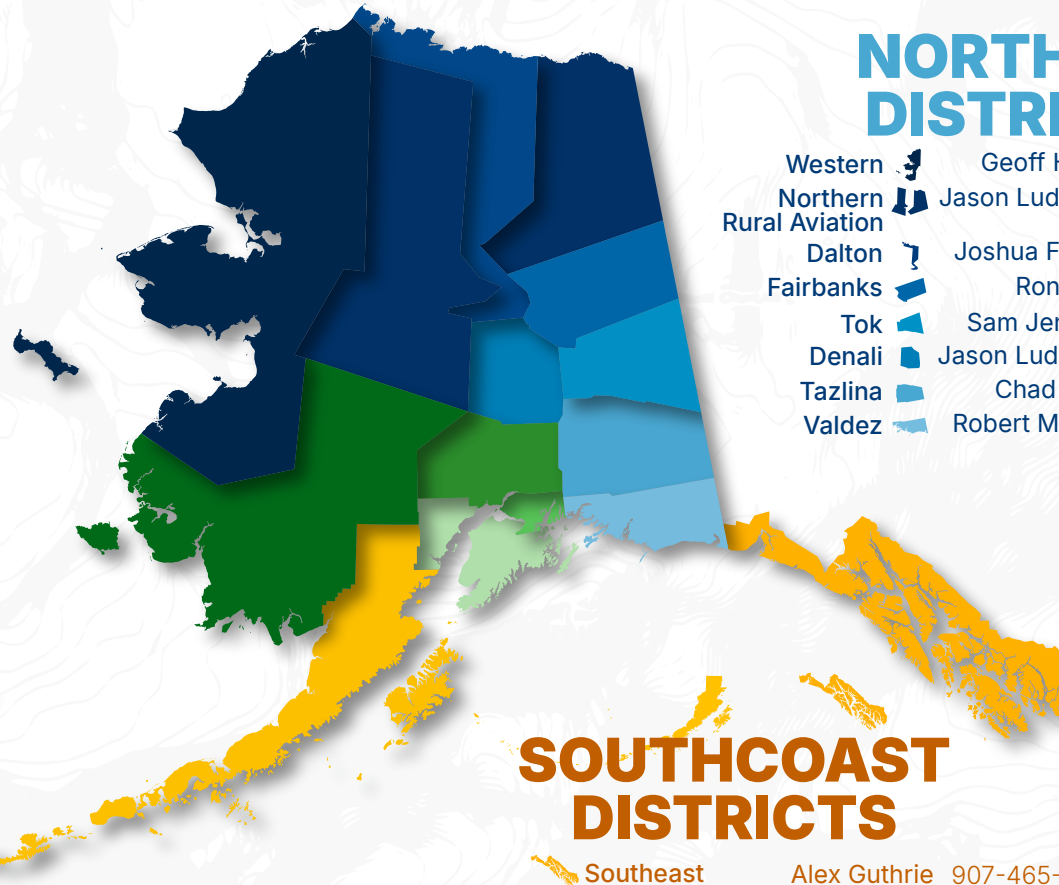 NORTH
DISTRI
Western Geoff H
Northern Jason Lud
Rural Aviation
Dalton Joshua F
Fairbanks Ron
Tok Sam Jer
Denali Jason Lud
Tazlina Chad
Valdez Robert M
SOUTHCOAST
DISTRICTS
Southeast Alex Guthrie 907-465-